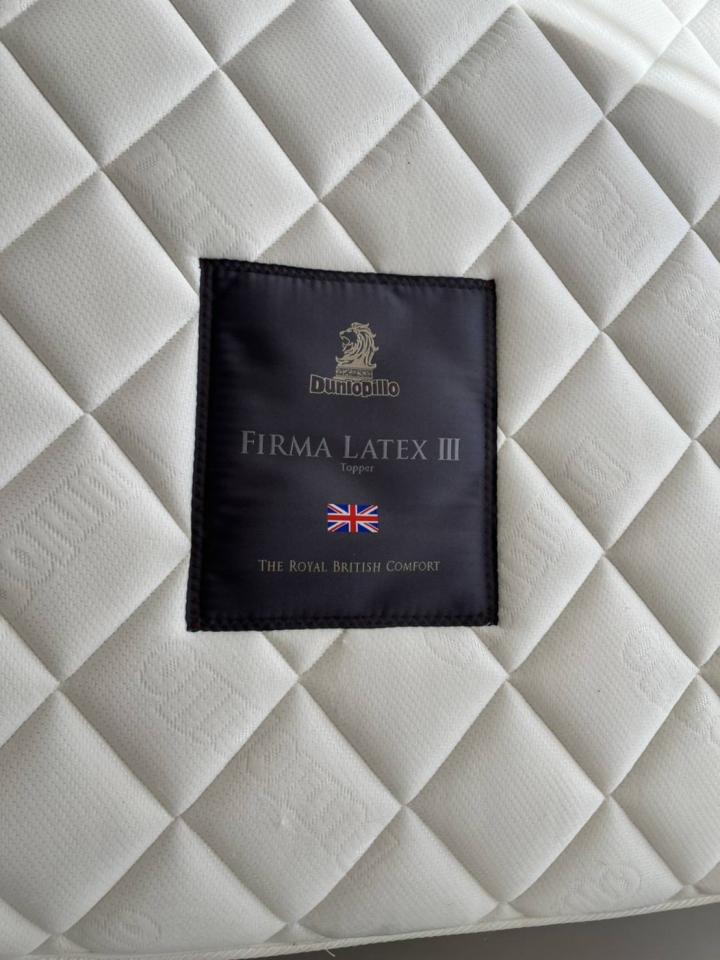 Dunlopillo
FIRMA LATEX III
Topper
THE ROYAL BRITISH COMFORT